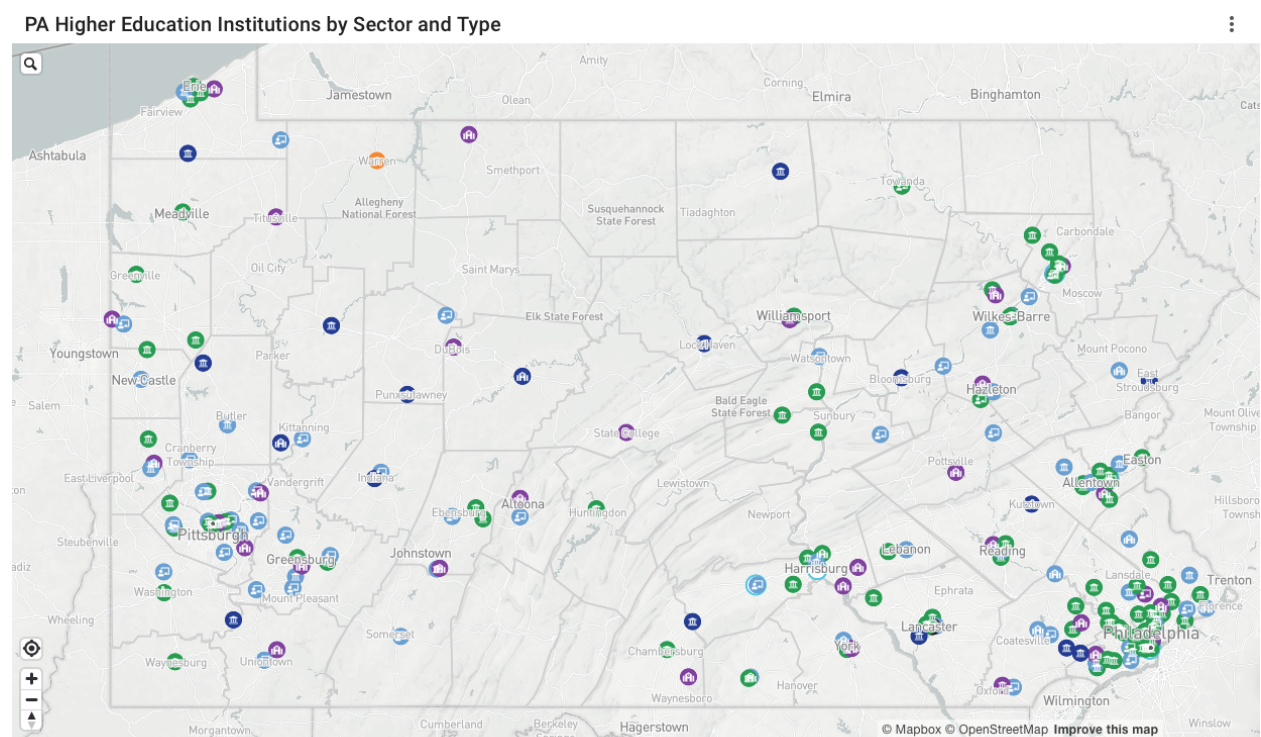 PA Higher Education Institutions by Sector and Type
Amity
Corning
Erie
Jamestown
Olean
Elmira
Binghamton
Fairview
Cats
Ashtabula
Warren
Smethport
Towanda
Allegheny
National Forest
Meadville
Titusville
Susquehannock
State Forest
Tiadaghton
Carbondale
Greenville
Oil City
Saint Marys
Moscow
Elk State Forest
Williamsport
Wilkes-Barre
Youngstown
Parker
DuBois
Lock Haven
Watsontown
Mount Pocono
New Castle
Punxsutawney
Bloomsburg
Hazleton
East
Stroudsburg
Salem
Butler
Kittanning
Bald Eagle
State Forest
Sunbury
Bangor
Mount Olive
Township
Cranberry
Township
State College
East Liverpool
Vandergrift
Indiana
Lewistown
Pottsville
Easton
Allentown
on
Ebensburg
Altoona
Huntingdon
Newport
Kutztown
Hillsboro
Township
Pittsburgh
Steubenville
Greensburg
Johnstown
Harrisburg
Lebanon
Reading
adiz
Washington
Mount Pleasant
Ephrata
Lansdale
Trenton
Florence
Wheeling
Somerset
Lancaster
Coatesville
Philadelphia
Waynesburg
Uniontown
Chambersburg
York
Waynesboro
Hanover
Oxford
Wilmington
Morgantown
Cumberland
Berkeley
Springs
Hagerstown
Winslow
© Mapbox © OpenStreetMap Improve this map